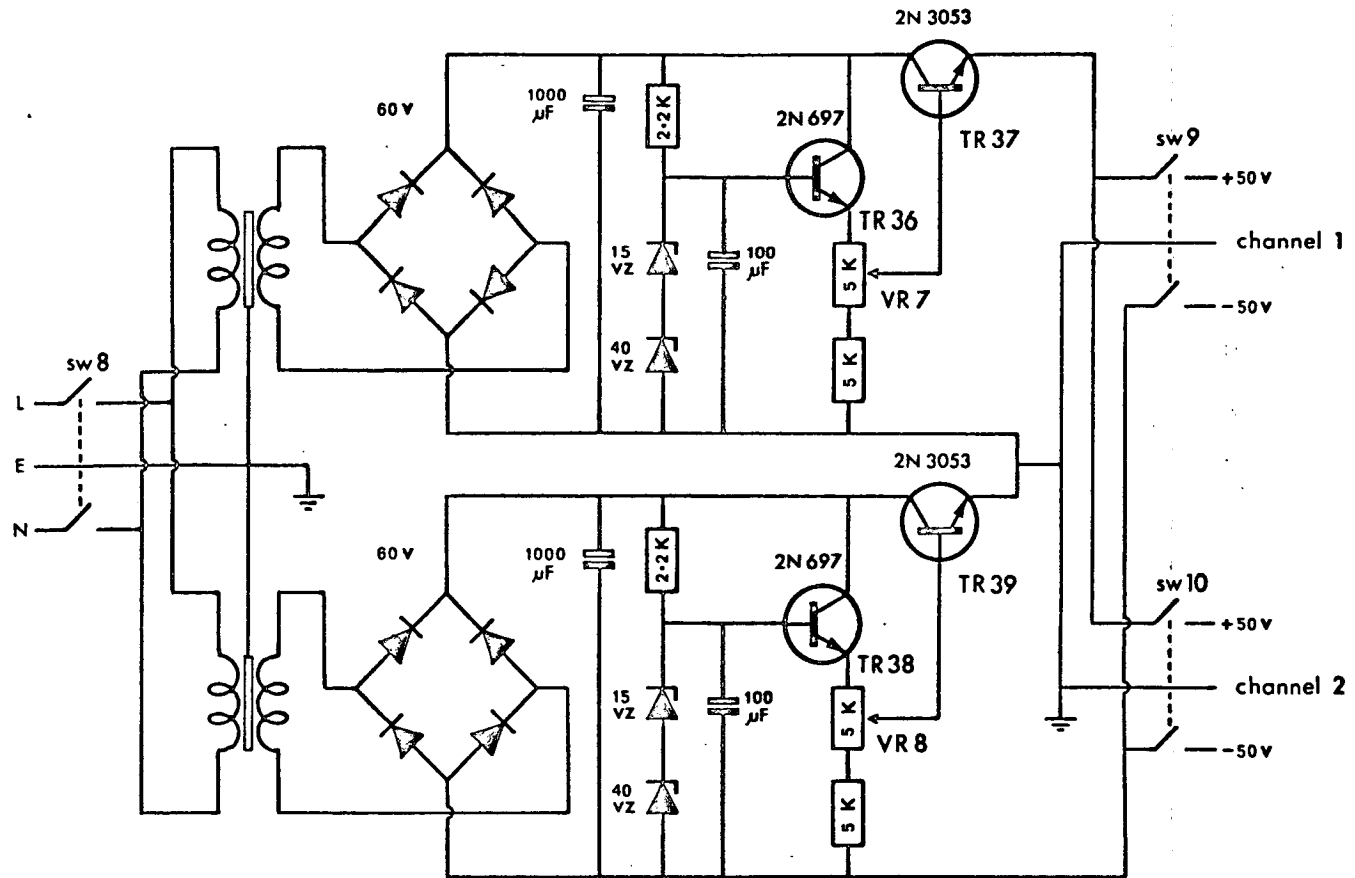 2N 3053
60 V
1000 µF
2·2K
2N 697
TR 37
sw 9
+50 V
TR 36
15 VZ
100 µF
5 K
VR 7
channel 1
-50 V
40 VZ
5 K
sw 8
L
E
N
2N 3053
60 V
1000 µF
2·2K
2N 697
TR 39
sw 10
+50 V
TR 38
15 VZ
100 µF
5 K
VR 8
channel 2
-50 V
40 VZ
5 K